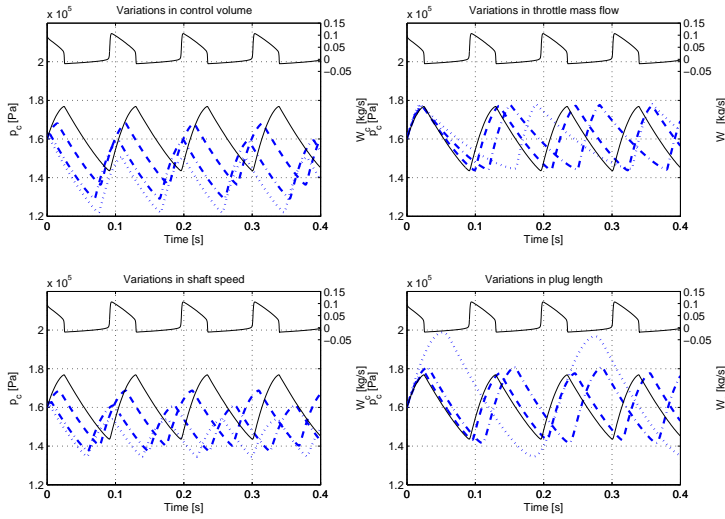 Variations in control volume
x 10^5
2
1.8
1.6
1.4
1.2
p_c [Pa]
0 0.1 0.2 0.3 0.4
Time [s]
0.15
0.1
0.05
0
−0.05
W_c [kg/s]
Variations in throttle mass flow
x 10^5
2
1.8
1.6
1.4
1.2
p_c [Pa]
0 0.1 0.2 0.3 0.4
Time [s]
0.15
0.1
0.05
0
−0.05
W [kg/s]
Variations in shaft speed
x 10^5
2
1.8
1.6
1.4
1.2
p_c [Pa]
0 0.1 0.2 0.3 0.4
Time [s]
0.15
0.1
0.05
0
−0.05
W_c [kg/s]
Variations in plug length
x 10^5
2
1.8
1.6
1.4
1.2
p_c [Pa]
0 0.1 0.2 0.3 0.4
Time [s]
0.15
0.1
0.05
0
−0.05
W [kg/s]